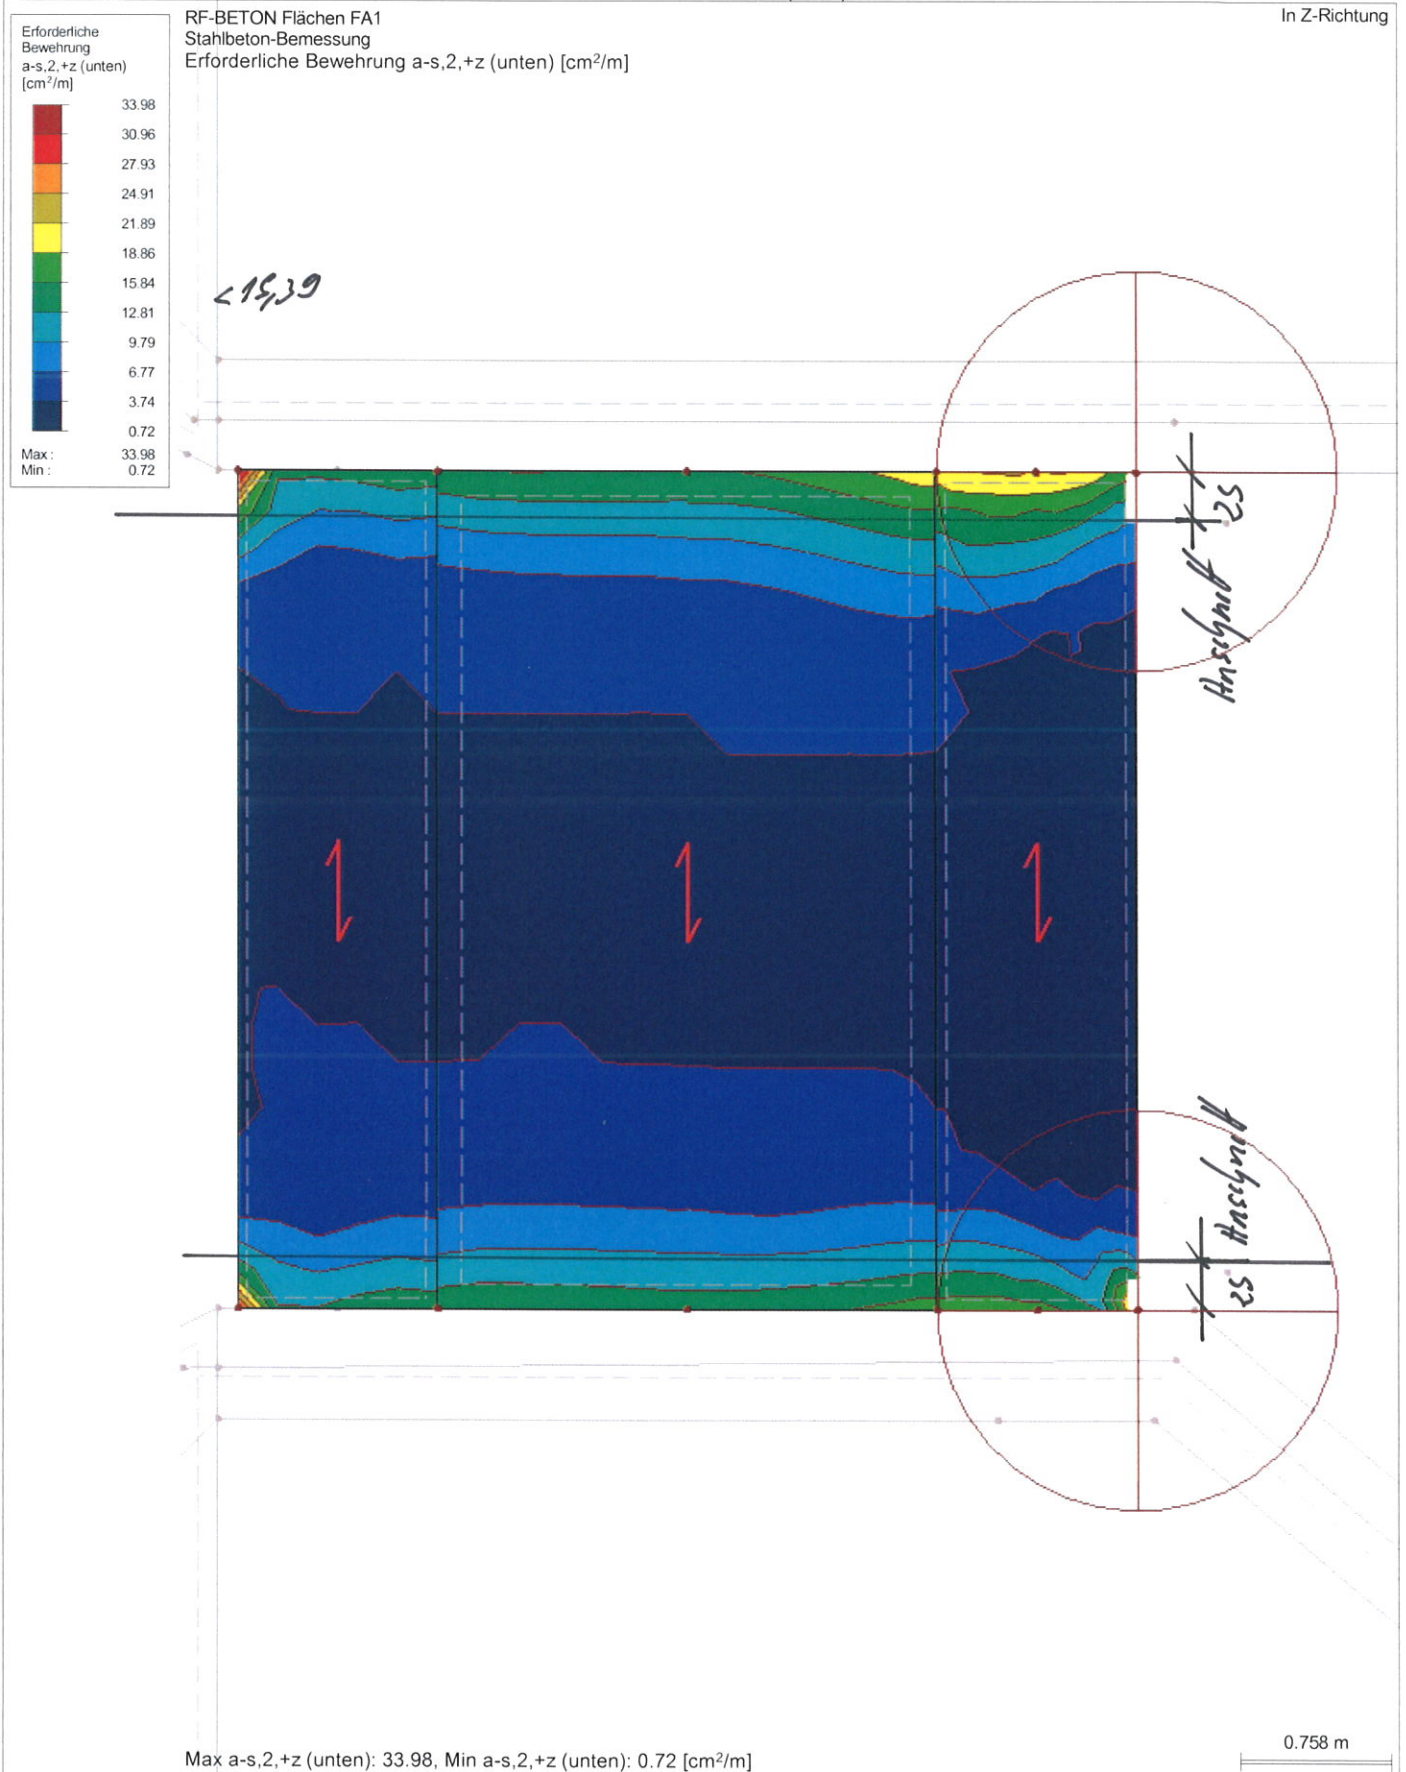 RF-BETON Flächen FA1
Stahlbeton-Bemessung
Erforderliche Bewehrung a-s,2,+z (unten) [cm²/m]
In Z-Richtung
Erforderliche
Bewehrung
a-s,2,+z (unten)
[cm²/m]
33.98
30.96
27.93
24.91
21.89
18.86
15.84
12.81
9.79
6.77
3.74
0.72
Max : 33.98
Min : 0.72
<15,39
25
Anschnitt
Anschnitt
25
0.758 m
Max a-s,2,+z (unten): 33.98, Min a-s,2,+z (unten): 0.72 [cm²/m]